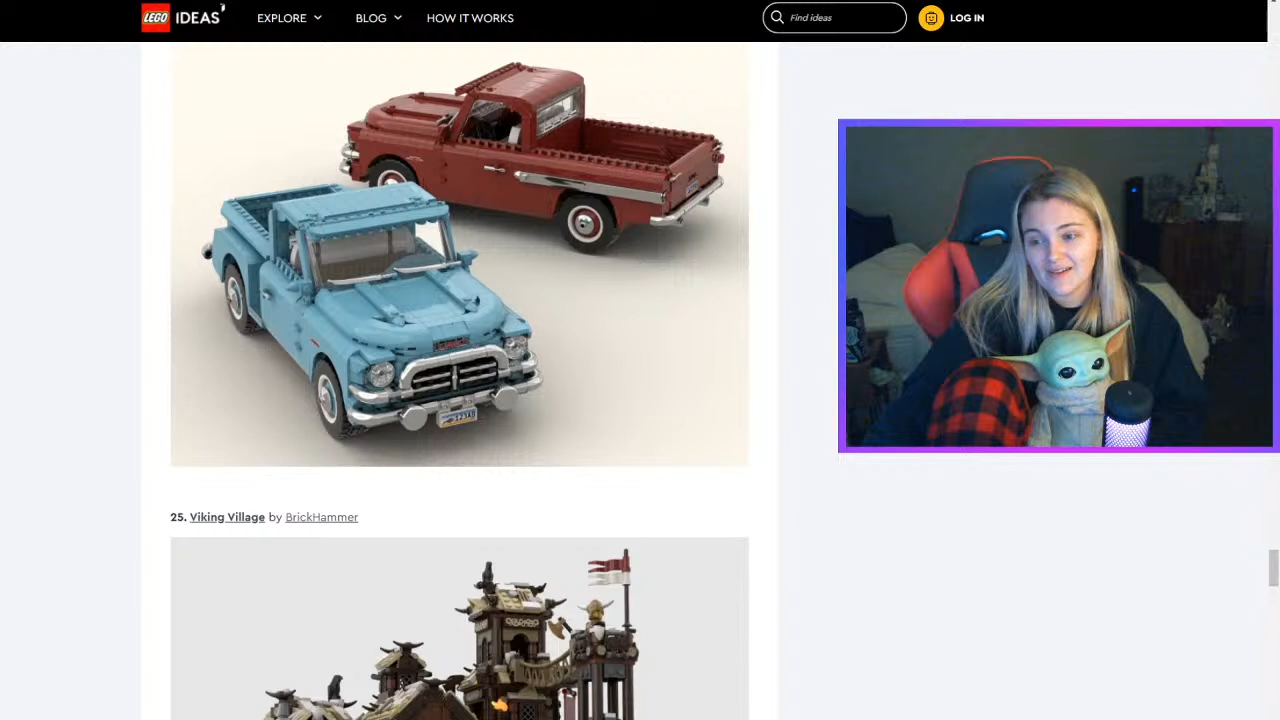 LEGO IDEAS EXPLORE BLOG HOW IT WORKS Find ideas LOG IN
25. Viking Village by BrickHammer